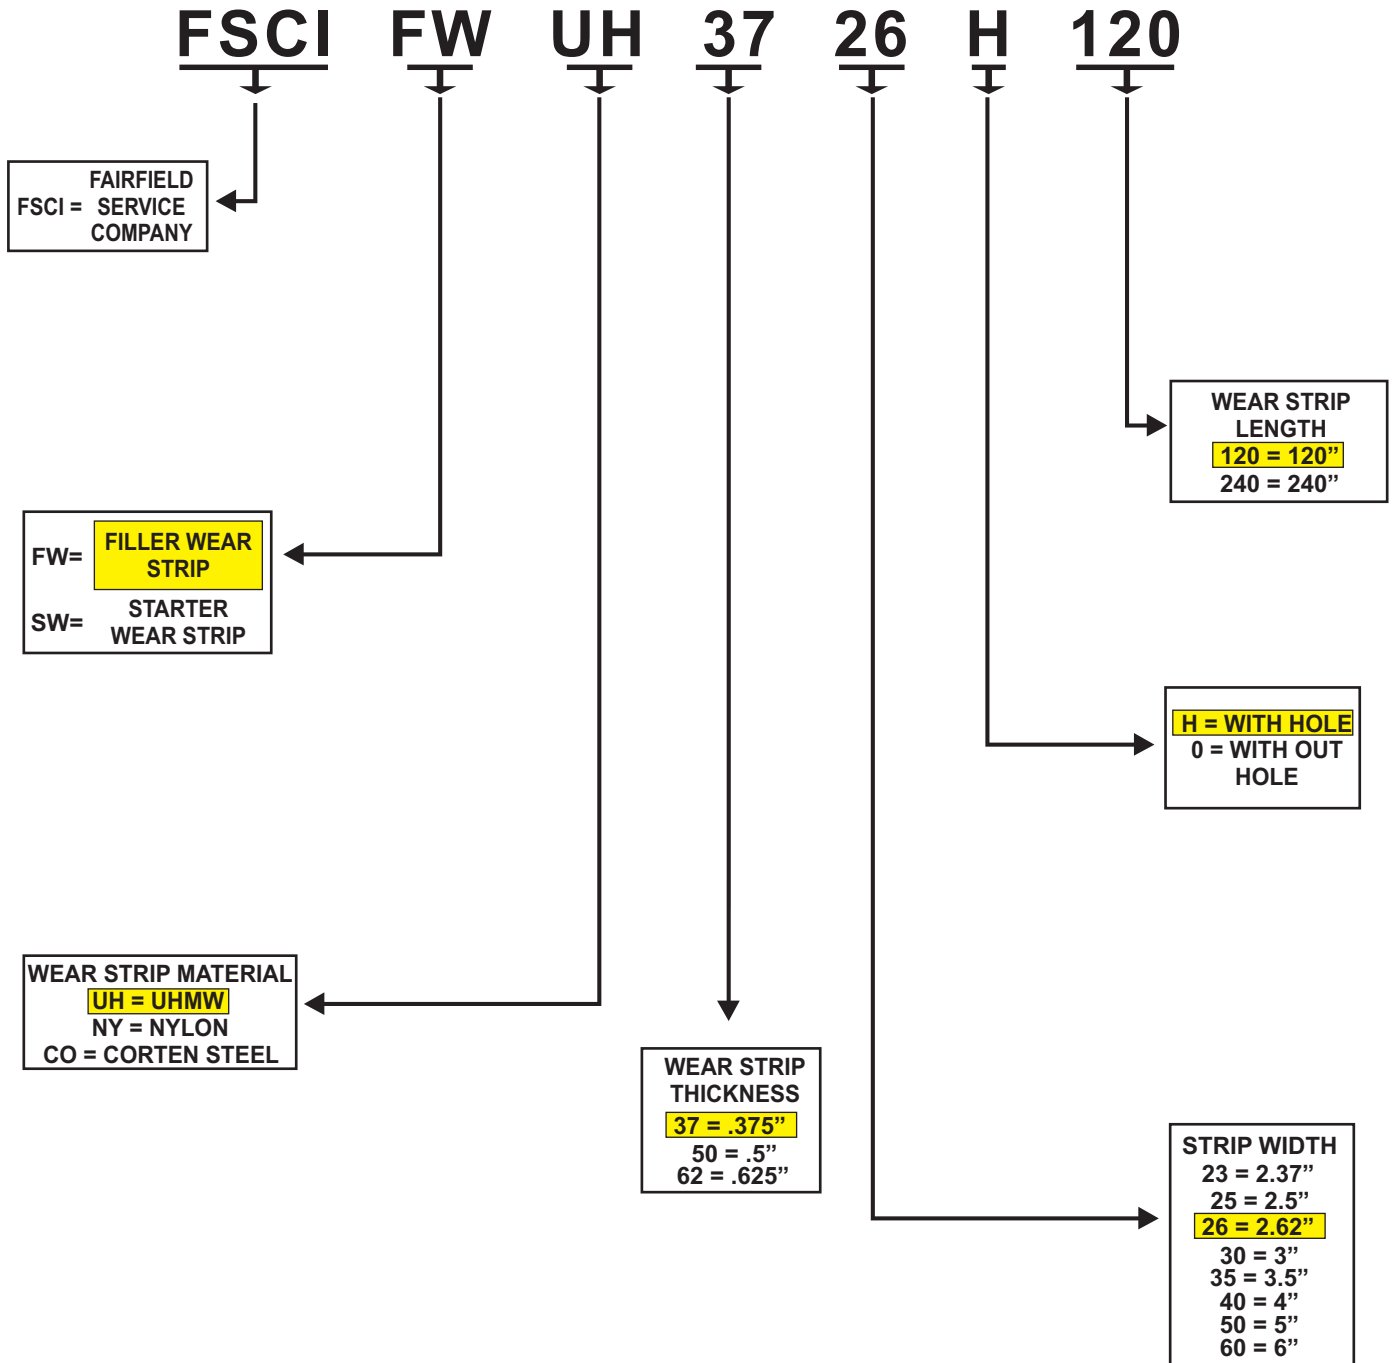 FSCI FW UH 37 26 H 120
FAIRFIELD
FSCI = SERVICE
COMPANY
WEAR STRIP
LENGTH
120 = 120”
240 = 240”
FW= FILLER WEAR
STRIP
SW= STARTER
WEAR STRIP
H = WITH HOLE
0 = WITH OUT
HOLE
WEAR STRIP MATERIAL
UH = UHMW
NY = NYLON
CO = CORTEN STEEL
WEAR STRIP
THICKNESS
37 = .375”
50 = .5”
62 = .625”
STRIP WIDTH
23 = 2.37”
25 = 2.5”
26 = 2.62”
30 = 3”
35 = 3.5”
40 = 4”
50 = 5”
60 = 6”